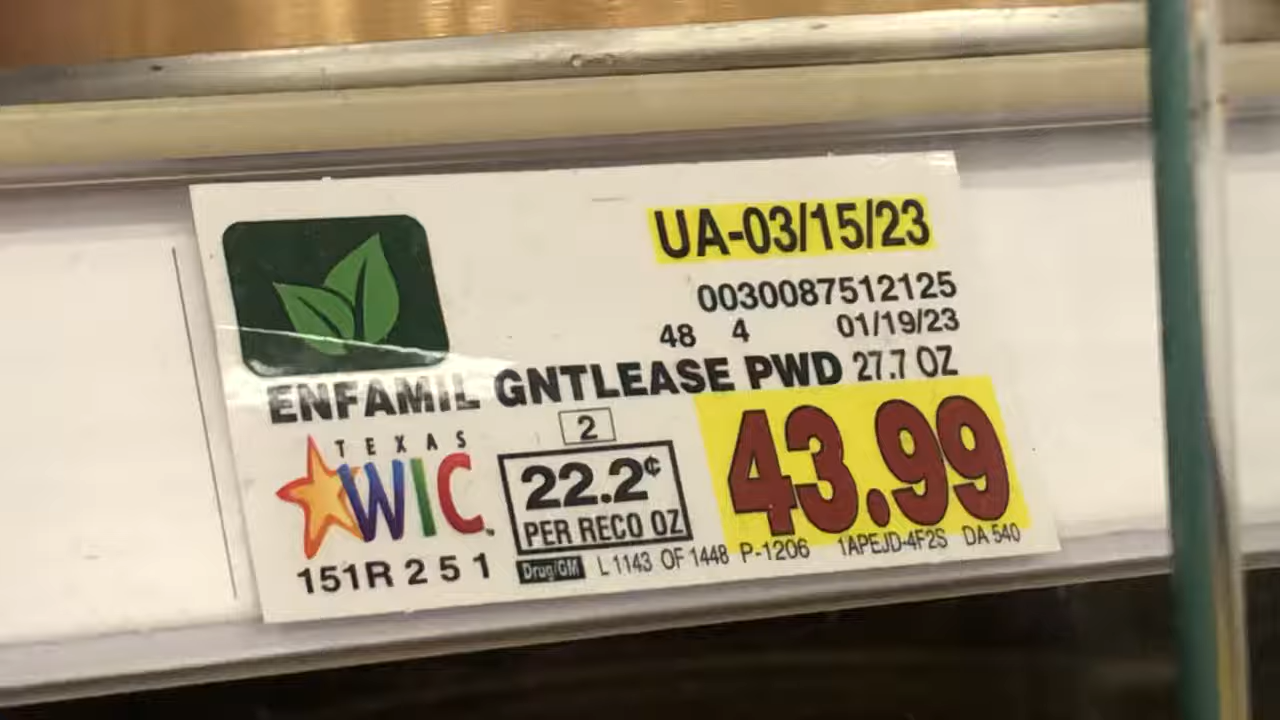 UA-03/15/23
0030087512125
48 4 01/19/23
ENFAMIL GNTLEASE PWD 27.7 OZ
2
TEXAS
WIC
22.2¢
PER RECO OZ
43.99
151R 2 5 1
Drug/GM L 1143 OF 1448 P-1206 1APEJD-4F2S DA 540